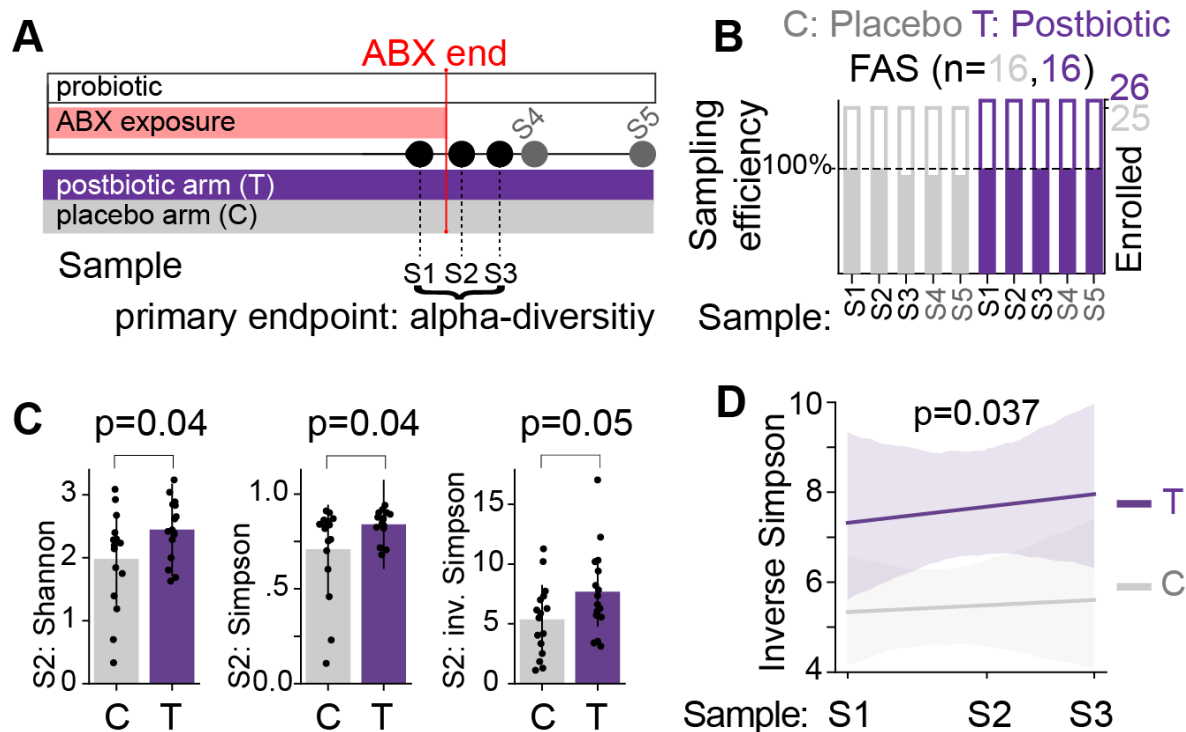 A
ABX end
probiotic
ABX exposure
S4
S5
postbiotic arm (T)
placebo arm (C)
Sample
S1 S2 S3
primary endpoint: alpha-diversitiy
B
C: Placebo T: Postbiotic
FAS (n=16,16)
Sampling
efficiency
100%
26
25
Enrolled
Sample:
S1
S2
S3
S4
S5
S1
S2
S3
S4
S5
C
p=0.04
S2: Shannon
3
2
1
0
C T
p=0.04
S2: Simpson
1.0
.5
0.0
C T
p=0.05
S2: inv. Simpson
15
10
5
0
C T
D
p=0.037
Inverse Simpson
10
8
6
4
T
C
Sample: S1 S2 S3